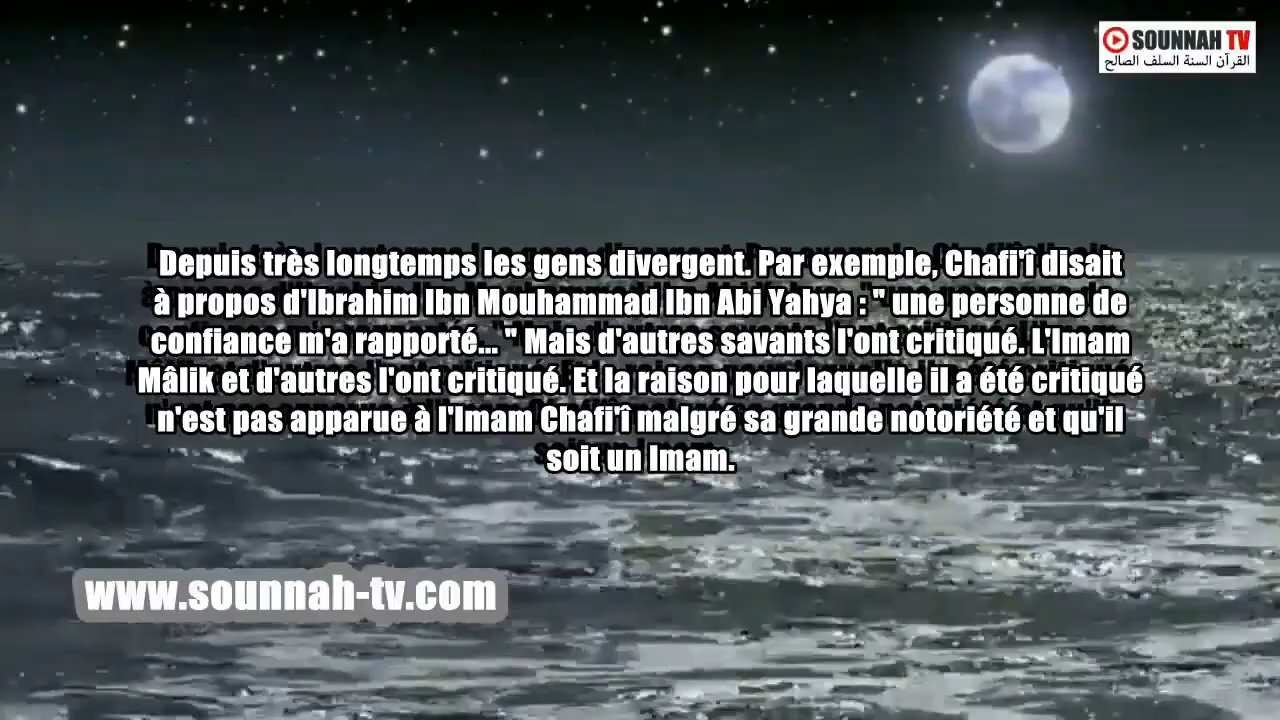 SOUNNAH TV
القرآن السنة السلف الصالح
Depuis très longtemps les gens divergent. Par exemple, Chafi'î disait
à propos d'Ibrahim Ibn Mouhammad Ibn Abi Yahya : " une personne de
confiance m'a rapporté... " Mais d'autres savants l'ont critiqué. L'Imam
Mâlik et d'autres l'ont critiqué. Et la raison pour laquelle il a été critiqué
n'est pas apparue à l'Imam Chafi'î malgré sa grande notoriété et qu'il
soit un Imam.
www.sounnah-tv.com